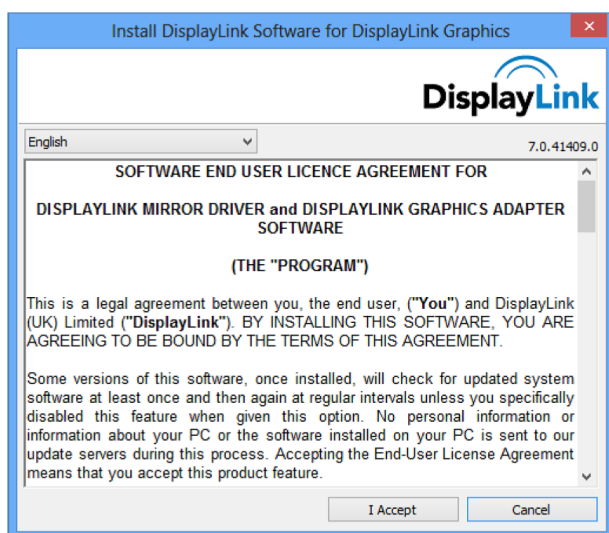 Install DisplayLink Software for DisplayLink Graphics
DisplayLink
English
7.0.41409.0
SOFTWARE END USER LICENCE AGREEMENT FOR
DISPLAYLINK MIRROR DRIVER and DISPLAYLINK GRAPHICS ADAPTER
SOFTWARE
(THE "PROGRAM")
This is a legal agreement between you, the end user, ("You") and DisplayLink
(UK) Limited ("DisplayLink"). BY INSTALLING THIS SOFTWARE, YOU ARE
AGREEING TO BE BOUND BY THE TERMS OF THIS AGREEMENT.
Some versions of this software, once installed, will check for updated system
software at least once and then again at regular intervals unless you specifically
disabled this feature when given this option. No personal information or
information about your PC or the software installed on your PC is sent to our
update servers during this process. Accepting the End-User License Agreement
means that you accept this product feature.
I Accept
Cancel